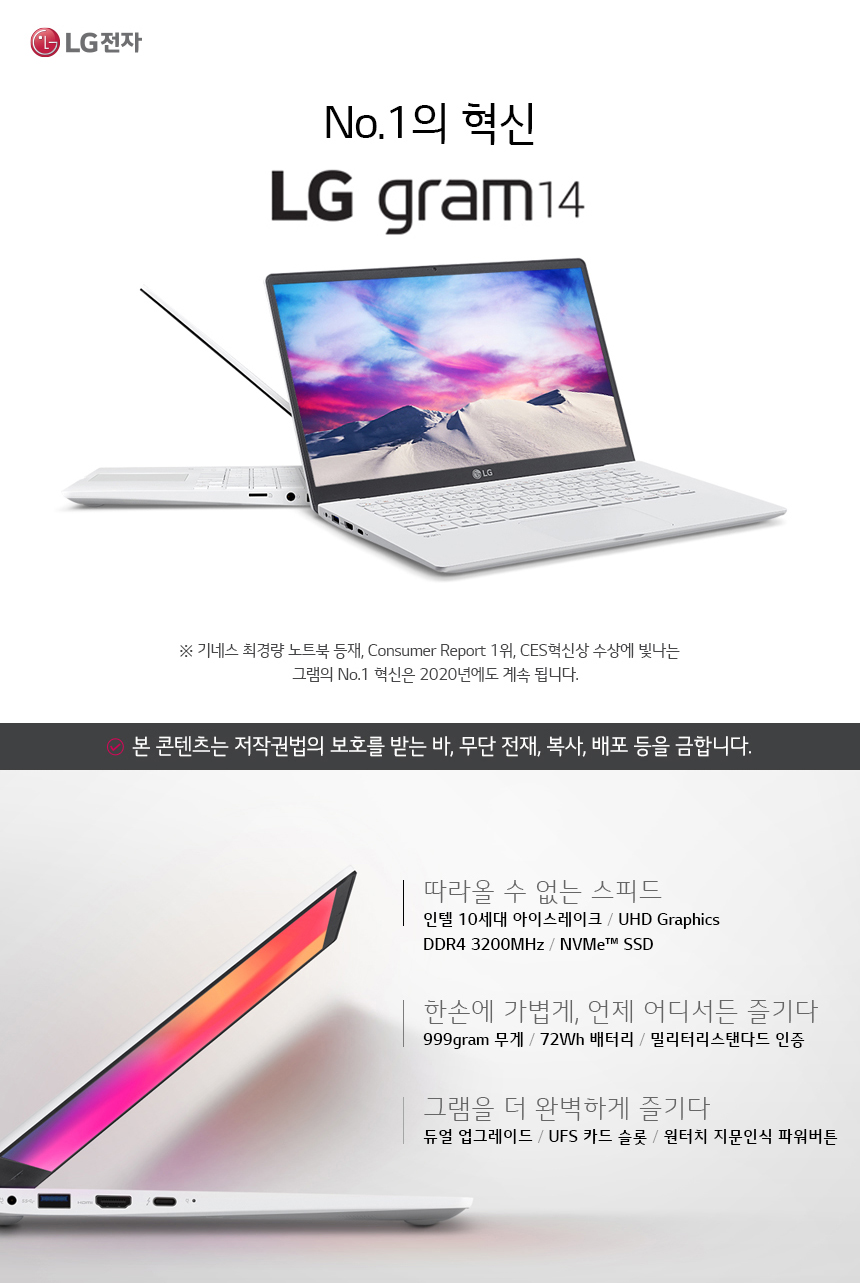 LG전자
No.1의 혁신
LG gram14
LG
※ 기네스 최경량 노트북 등재, Consumer Report 1위, CES혁신상 수상에 빛나는
그램의 No.1 혁신은 2020년에도 계속 됩니다.
본 콘텐츠는 저작권법의 보호를 받는 바, 무단 전재, 복사, 배포 등을 금합니다.
따라올 수 없는 스피드
인텔 10세대 아이스레이크 / UHD Graphics
DDR4 3200MHz / NVMe™ SSD
한손에 가볍게, 언제 어디서든 즐기다
999gram 무게 / 72Wh 배터리 / 밀리터리스탠다드 인증
그램을 더 완벽하게 즐기다
듀얼 업그레이드 / UFS 카드 슬롯 / 원터치 지문인식 파워버튼
HDMI